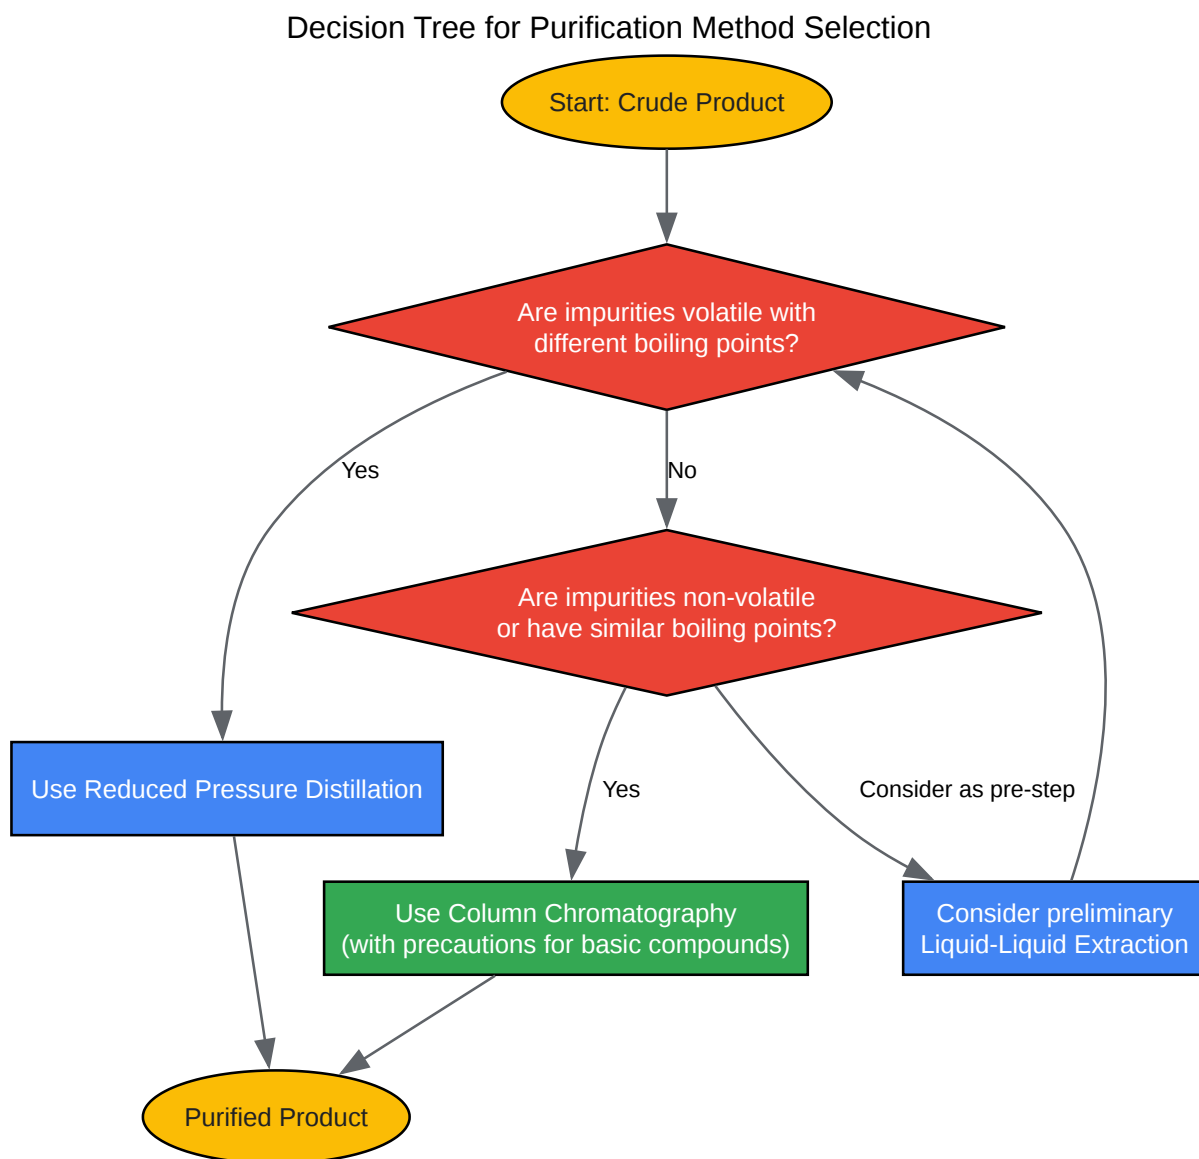 Decision Tree for Purification Method Selection
Start: Crude Product
Are impurities volatile with
different boiling points?
Yes
No
Are impurities non-volatile
or have similar boiling points?
Use Reduced Pressure Distillation
Yes
Consider as pre-step
Use Column Chromatography
(with precautions for basic compounds)
Consider preliminary
Liquid-Liquid Extraction
Purified Product